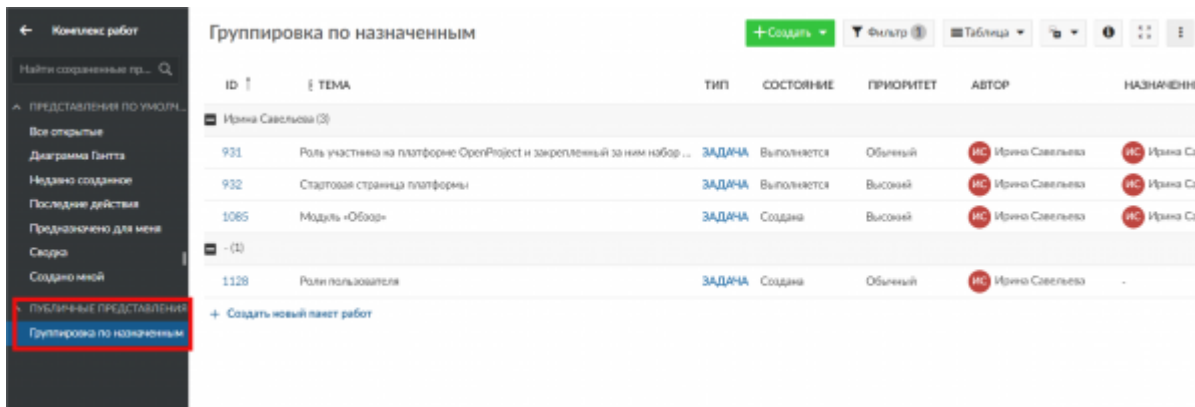 ← Комплекс работ
Найти сохраненные пр...
ПРЕДСТАВЛЕНИЯ ПО УМОЛЧ...
Все открытые
Диаграмма Гантта
Недавно созданное
Последние действия
Предназначено для меня
Сводка
Создано мной
ПУБЛИЧНЫЕ ПРЕДСТАВЛЕНИЯ
Группировка по назначенным
Группировка по назначенным
+ Создать
Фильтр 1
Таблица
ID ТЕМА ТИП СОСТОЯНИЕ ПРИОРИТЕТ АВТОР НАЗНАЧЕНН
Ирина Савельева (3)
931 Роль участника на платформе OpenProject и закрепленный за ним набор ... ЗАДАЧА Выполняется Обычный ИС Ирина Савельева ИС Ирина Са
932 Стартовая страница платформы ЗАДАЧА Выполняется Высокий ИС Ирина Савельева ИС Ирина Са
1085 Модуль «Обзор» ЗАДАЧА Создана Высокий ИС Ирина Савельева ИС Ирина Са
- (1)
1128 Роли пользователя ЗАДАЧА Создана Обычный ИС Ирина Савельева -
+ Создать новый пакет работ